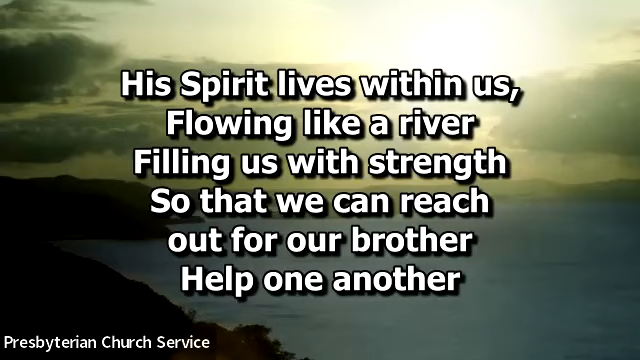 His Spirit lives within us,
Flowing like a river
Filling us with strength
So that we can reach
out for our brother
Help one another
Presbyterian Church Service